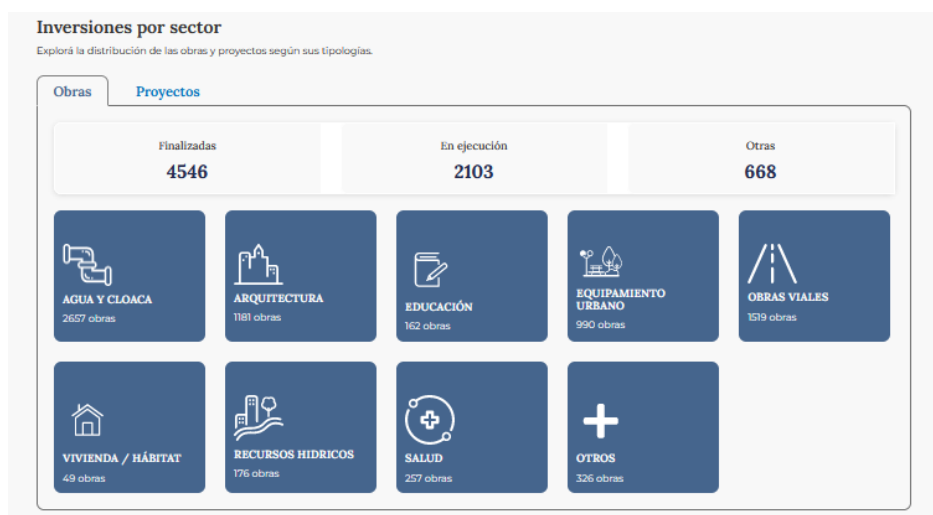 Inversiones por sector
Explorá la distribución de las obras y proyectos según sus tipologías.
Obras
Proyectos
Finalizadas
4546
En ejecución
2103
Otras
668
AGUA Y CLOACA
2657 obras
ARQUITECTURA
1181 obras
EDUCACIÓN
162 obras
EQUIPAMIENTO
URBANO
990 obras
OBRAS VIALES
1519 obras
VIVIENDA / HÁBITAT
49 obras
RECURSOS HIDRICOS
176 obras
SALUD
257 obras
OTROS
326 obras